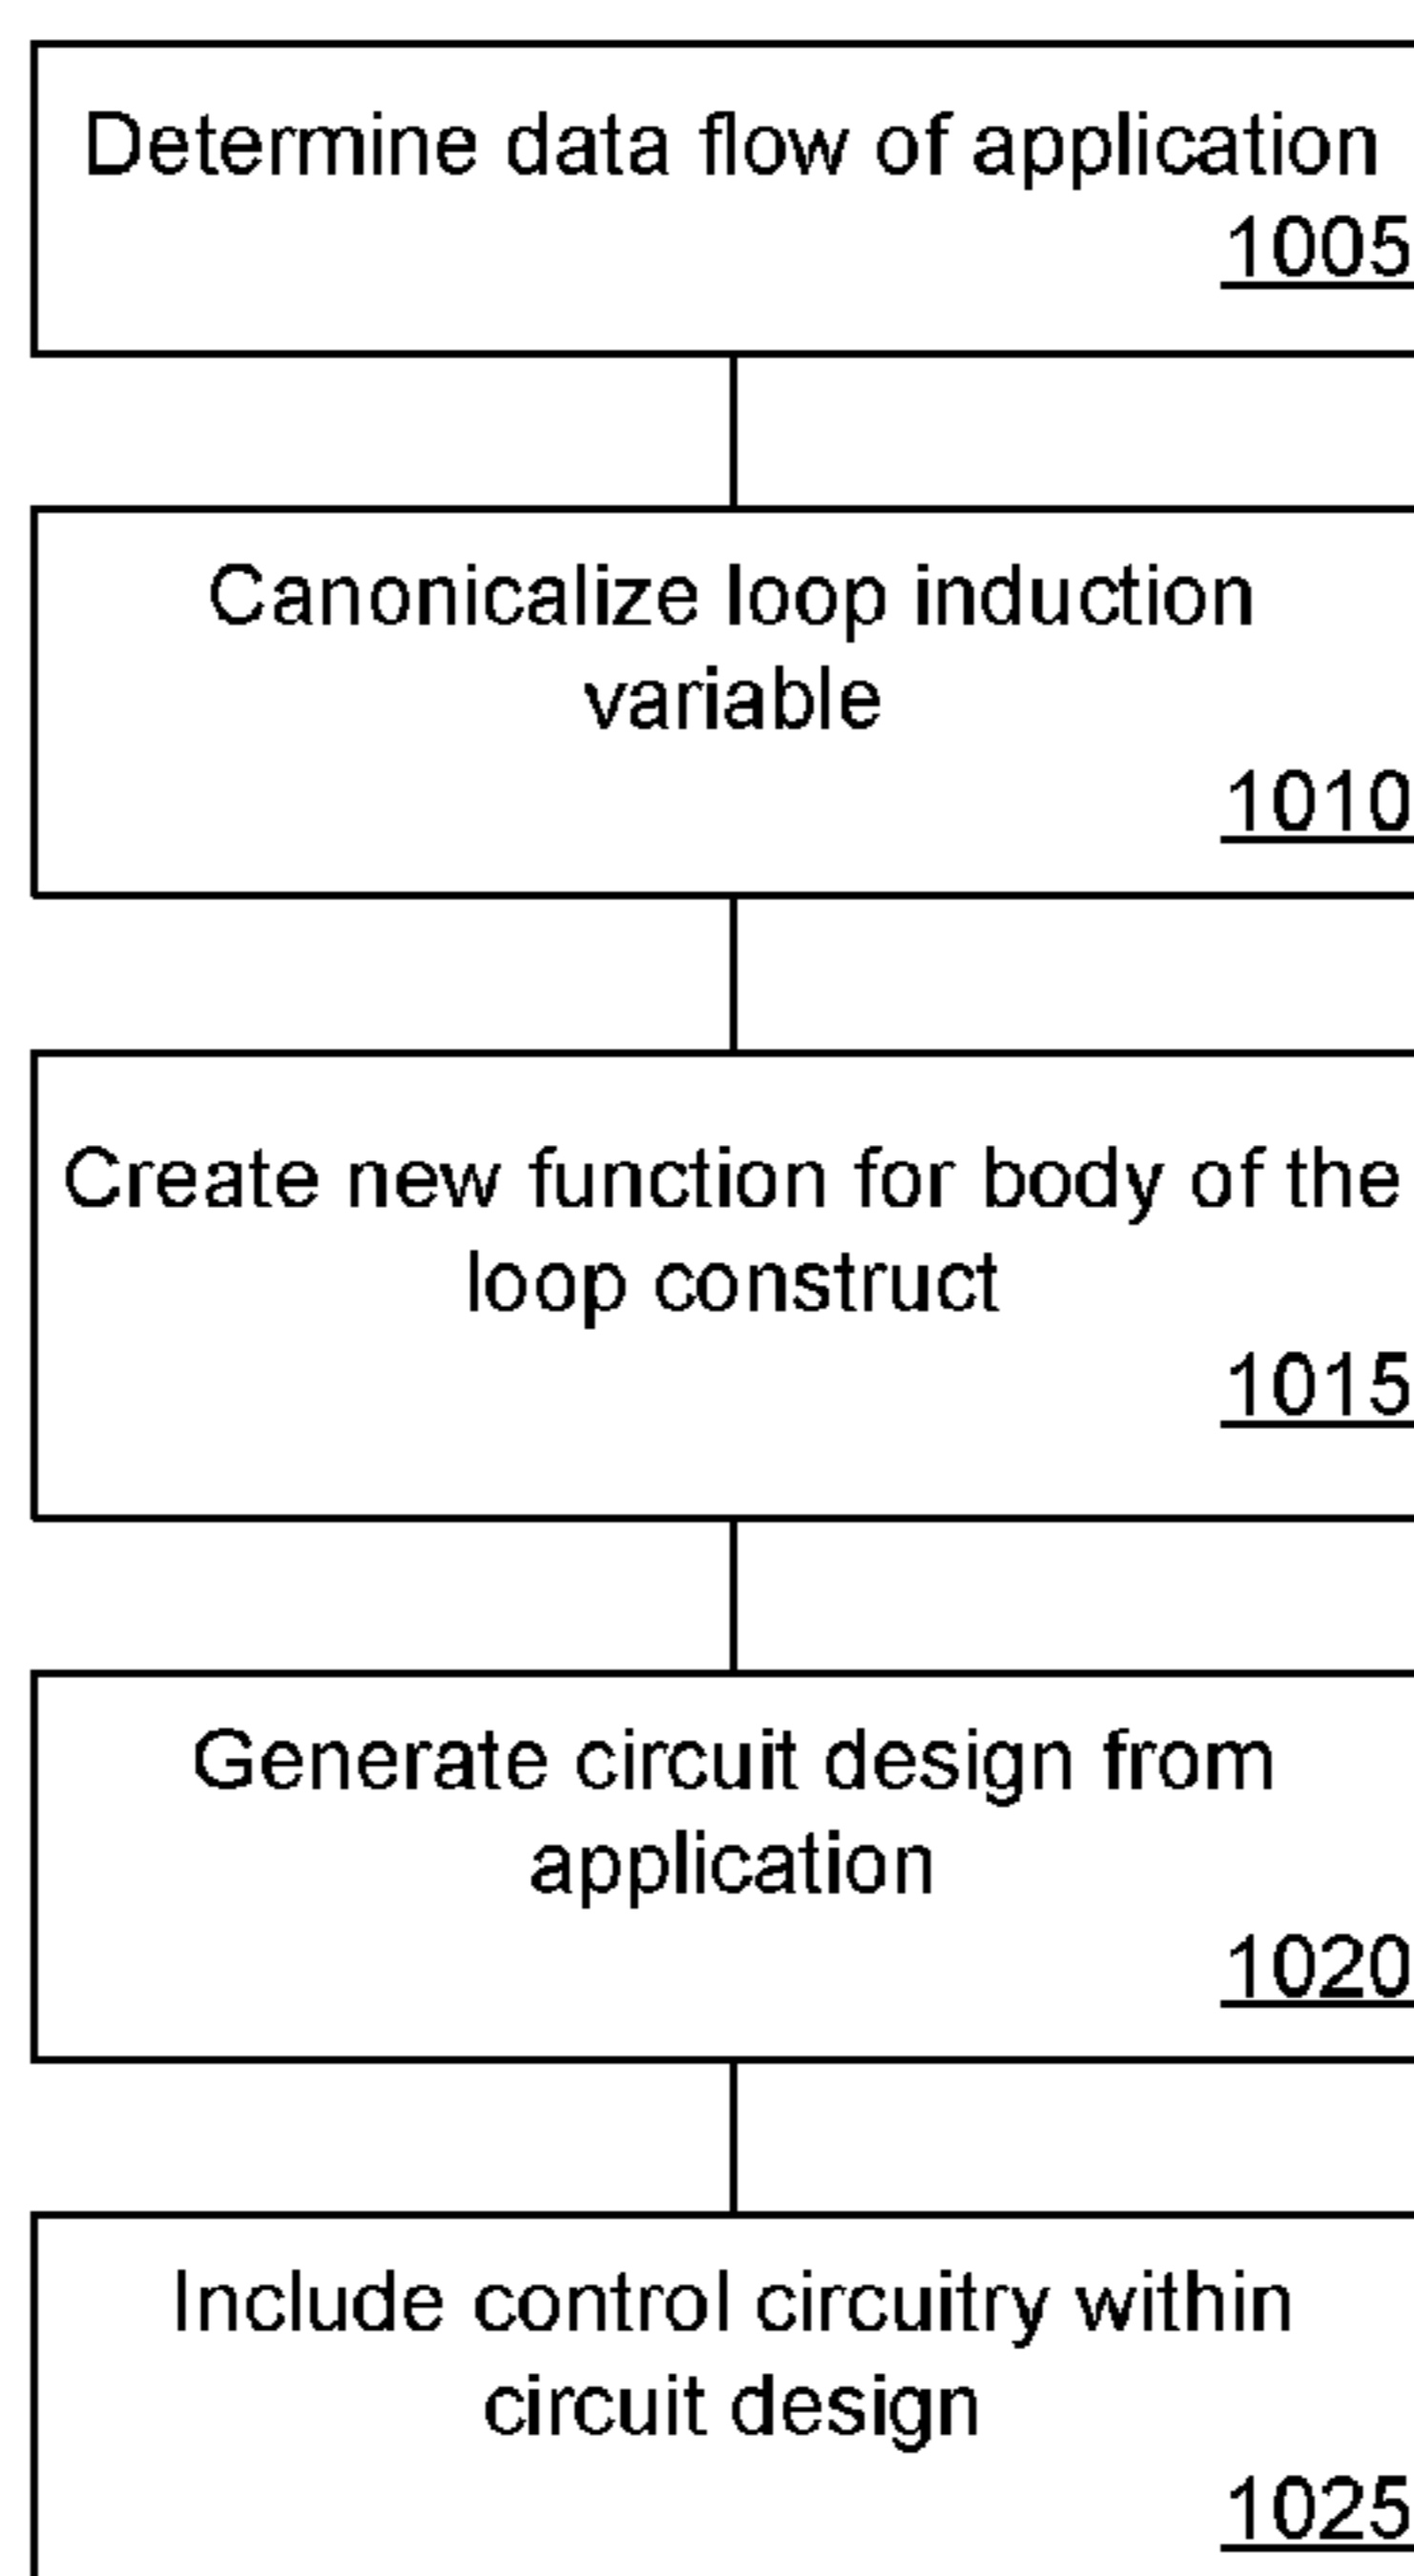 Determine data flow of application
1005
Canonicalize loop induction
variable
1010
Create new function for body of the
loop construct
1015
Generate circuit design from
application
1020
Include control circuitry within
circuit design
1025